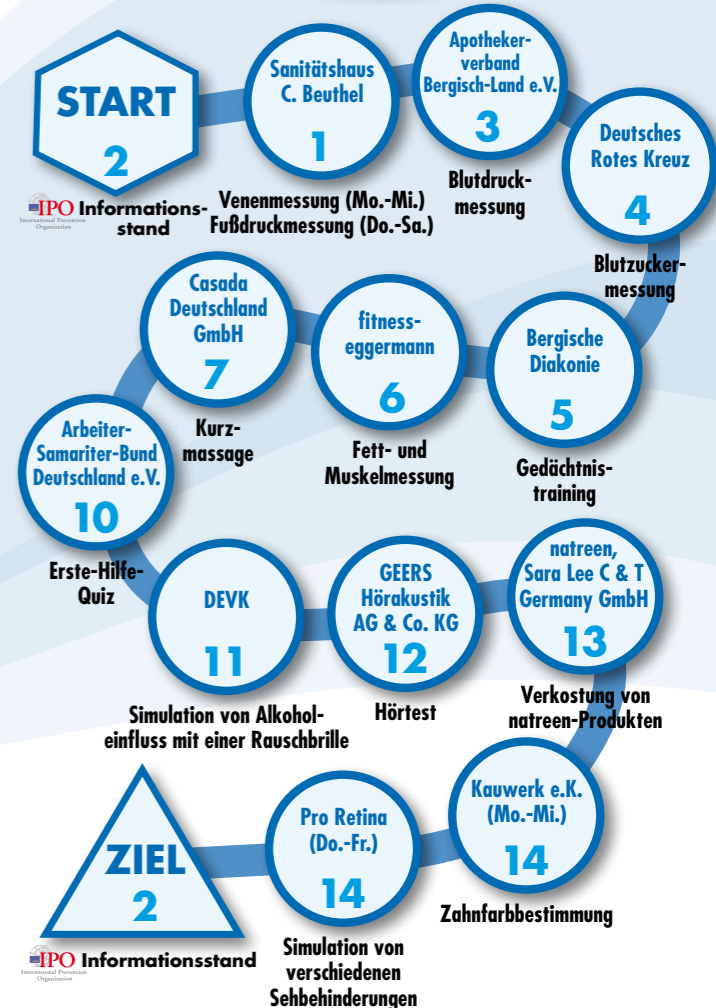 START
2
IPO
International Prevention
Organization
Informations-
stand
Sanitätshaus
C. Beuthel
1
Venenmessung (Mo.-Mi.)
Fußdruckmessung (Do.-Sa.)
Apotheker-
verband
Bergisch-Land e.V.
3
Blutdruck-
messung
Deutsches
Rotes Kreuz
4
Blutzucker-
messung
Bergische
Diakonie
5
Gedächtnis-
training
fitness-
eggermann
6
Fett- und
Muskelmessung
Casada
Deutschland
GmbH
7
Kurz-
massage
Arbeiter-
Samariter-Bund
Deutschland e.V.
10
Erste-Hilfe-
Quiz
DEVK
11
Simulation von Alkohol-
einfluss mit einer Rauschbrille
GEERS
Hörakustik
AG & Co. KG
12
Hörtest
natreen,
Sara Lee C & T
Germany GmbH
13
Verkostung von
natreen-Produkten
Kauwerk e.K.
(Mo.-Mi.)
14
Zahnfarbbestimmung
Pro Retina
(Do.-Fr.)
14
Simulation von
verschiedenen
Sehbehinderungen
ZIEL
2
IPO
International Prevention
Organization
Informationsstand